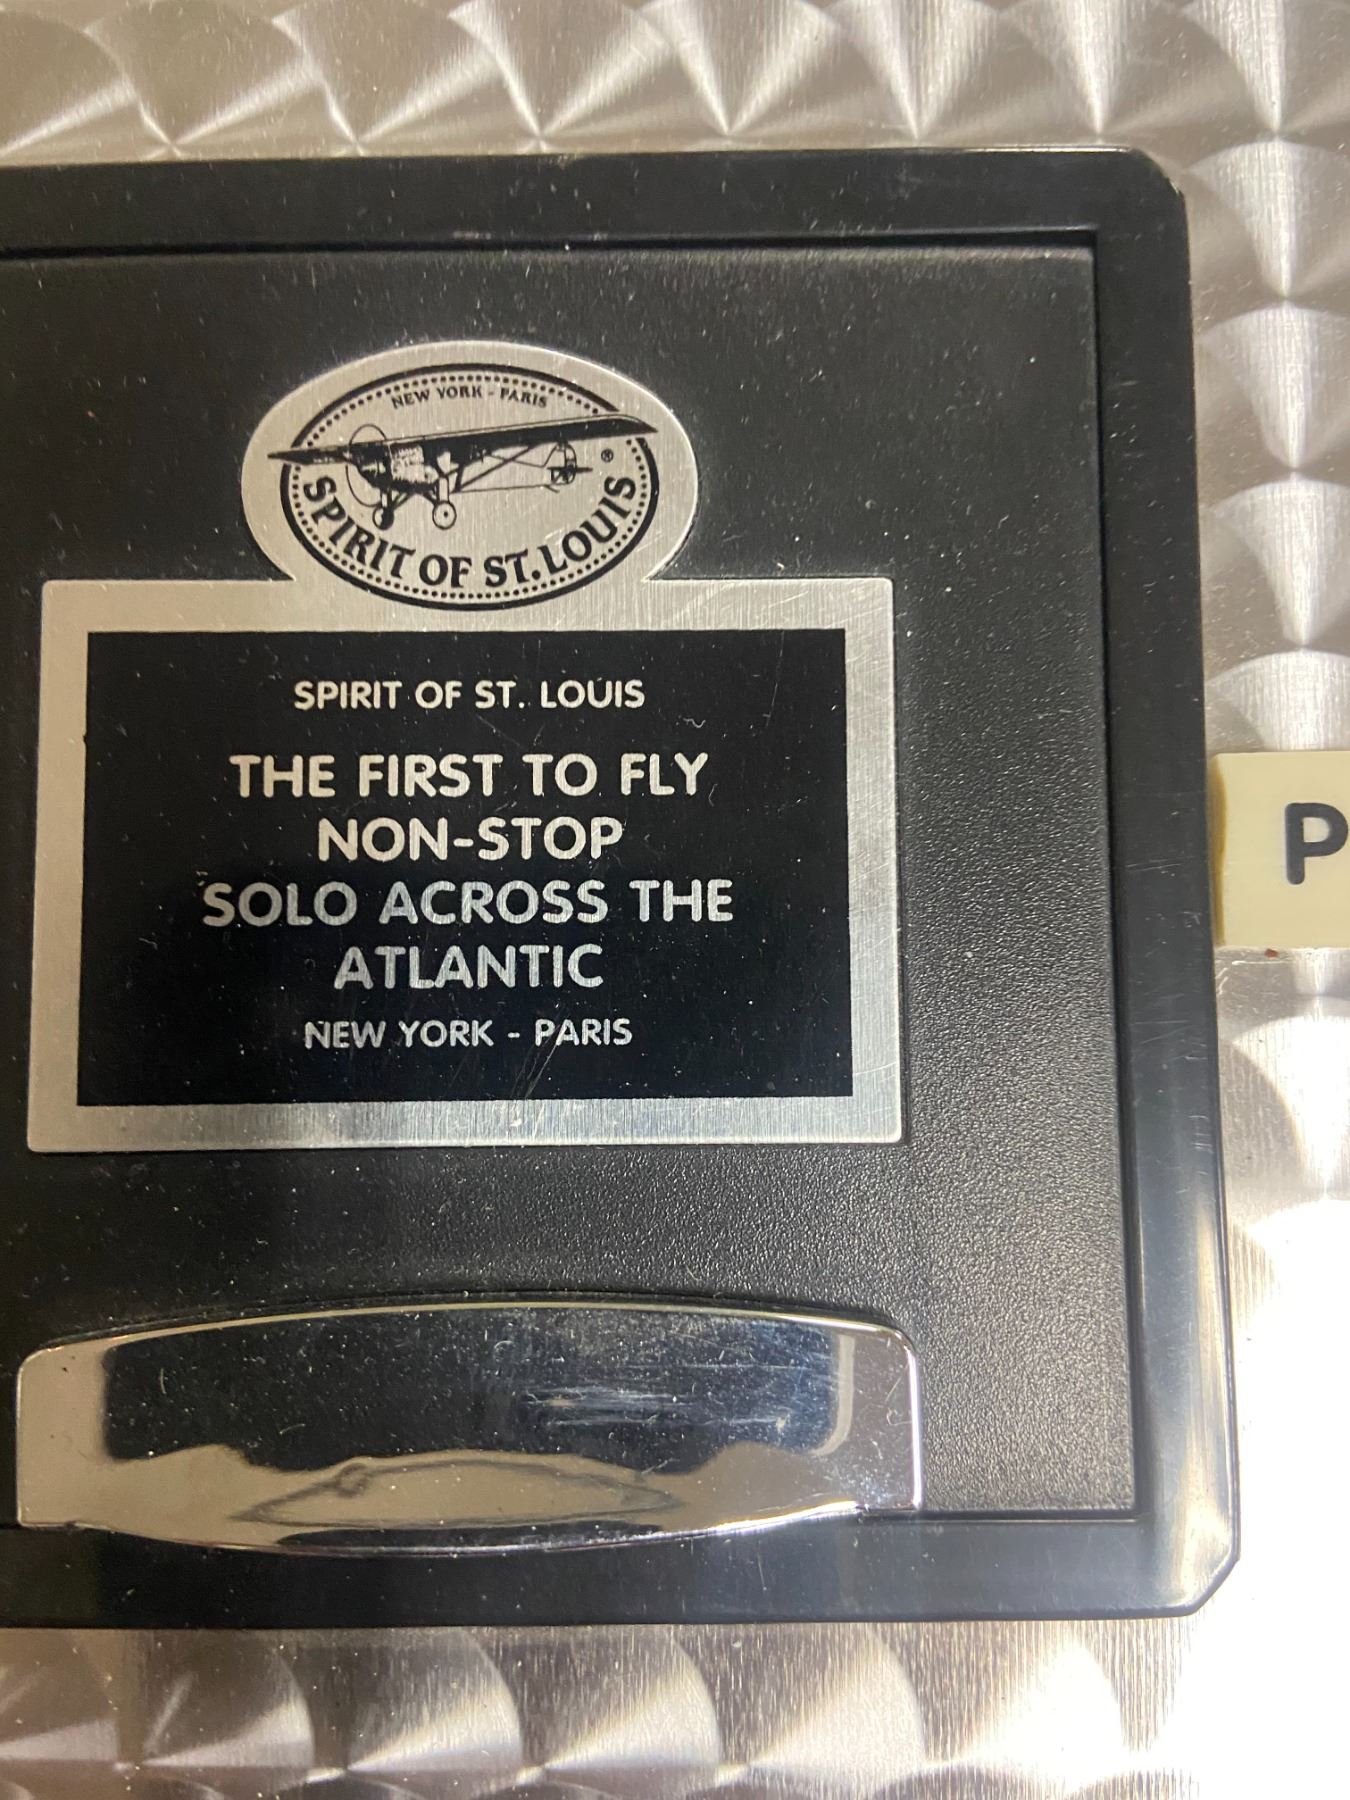 NEW YORK - PARIS
SPIRIT OF ST. LOUIS ®
SPIRIT OF ST. LOUIS
THE FIRST TO FLY
NON-STOP
SOLO ACROSS THE
ATLANTIC
NEW YORK - PARIS
P